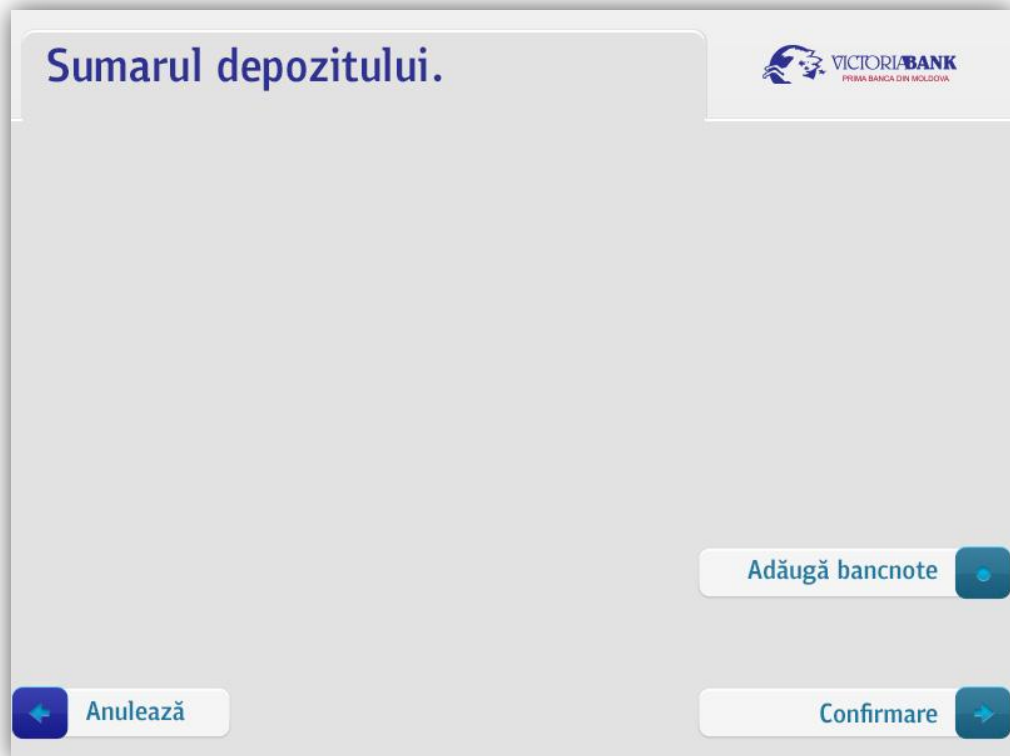 Sumarul depozitului.
VICTORIABANK
PRIMA BANCA DIN MOLDOVA
Adăugă bancnote
Anulează
Confirmare